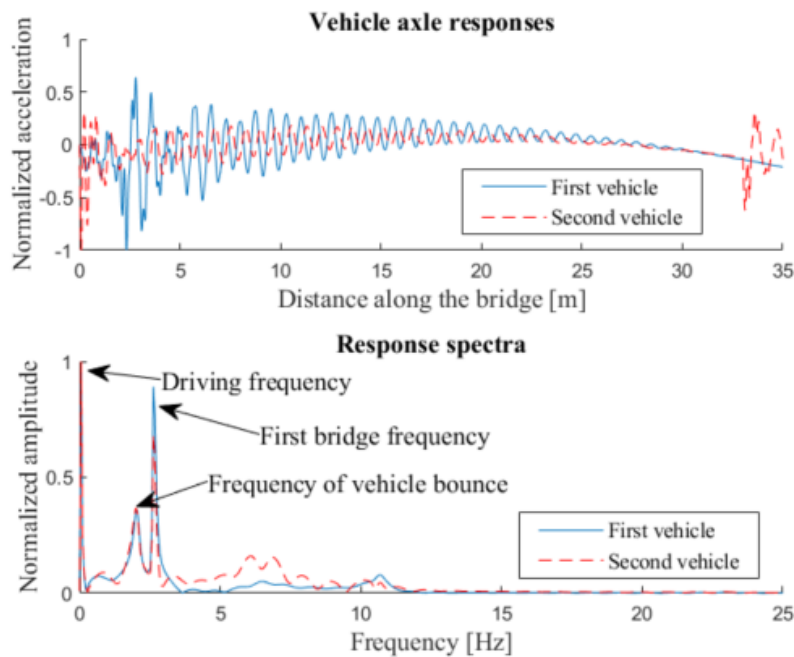 Vehicle axle responses
Normalized acceleration
1
0.5
0
-0.5
-1
First vehicle
Second vehicle
0 5 10 15 20 25 30 35
Distance along the bridge [m]
Response spectra
Normalized amplitude
1
0.5
0
Driving frequency
First bridge frequency
Frequency of vehicle bounce
First vehicle
Second vehicle
0 5 10 15 20 25
Frequency [Hz]